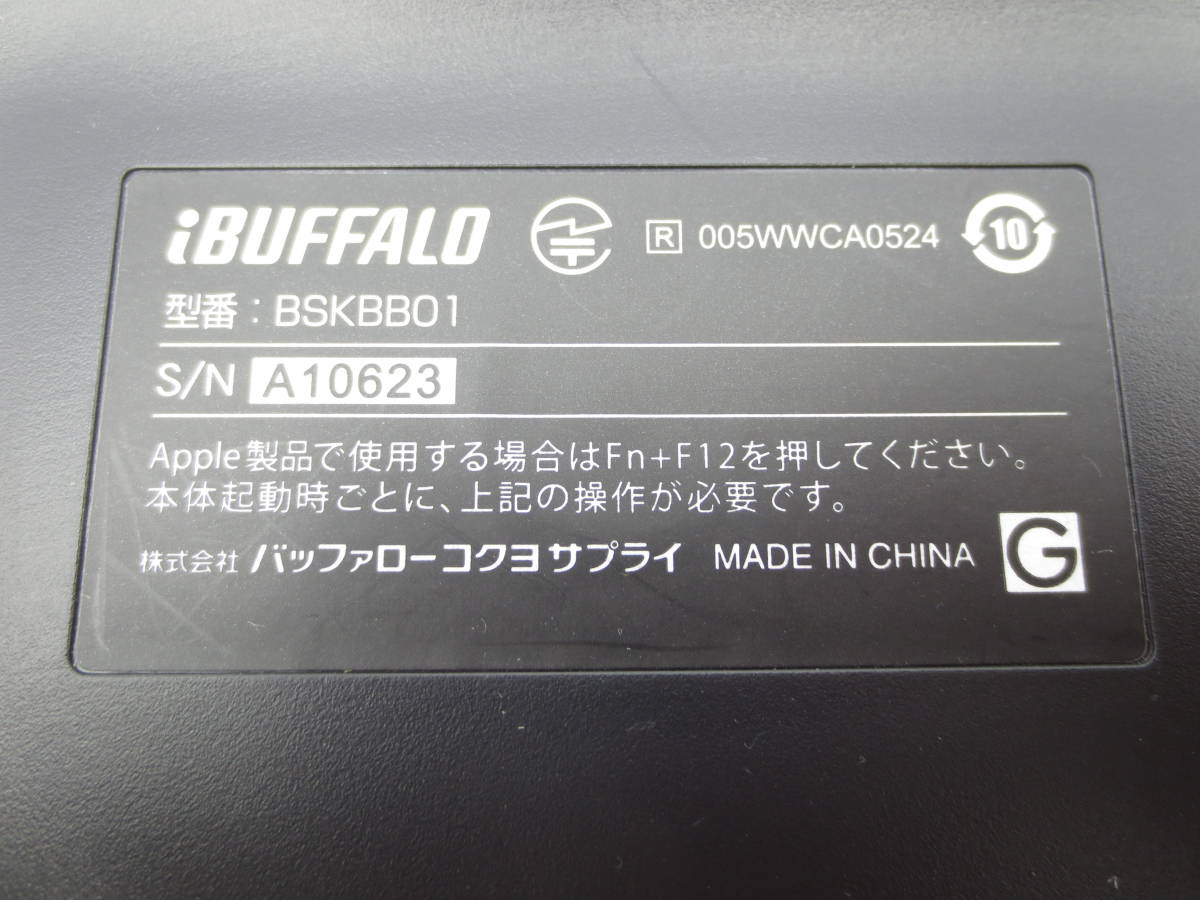 iBUFFALO R 005WWCA0524 10
型番：BSKBB01
S/N A10623
Apple製品で使用する場合はFn+F12を押してください。
本体起動時ごとに、上記の操作が必要です。
株式会社 バッファローコクヨサプライ MADE IN CHINA G